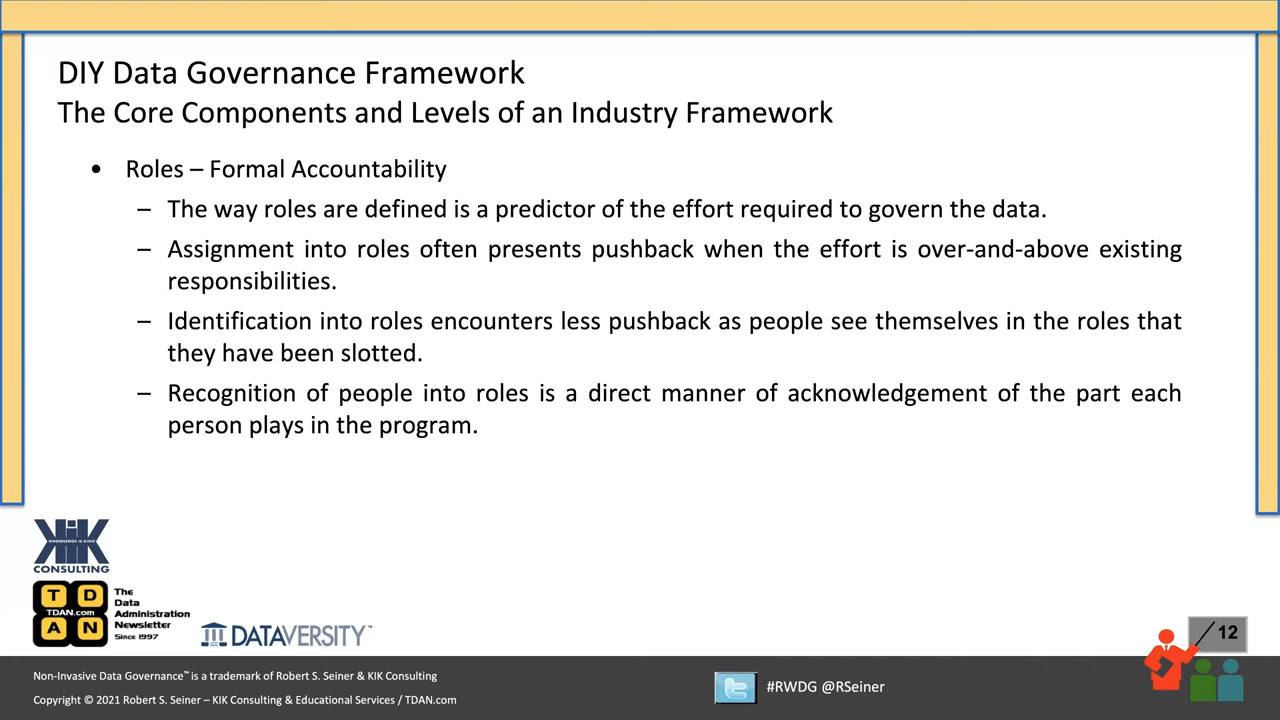 DIY Data Governance Framework
The Core Components and Levels of an Industry Framework
• Roles – Formal Accountability
– The way roles are defined is a predictor of the effort required to govern the data.
– Assignment into roles often presents pushback when the effort is over-and-above existing
responsibilities.
– Identification into roles encounters less pushback as people see themselves in the roles that
they have been slotted.
– Recognition of people into roles is a direct manner of acknowledgement of the part each
person plays in the program.
KIK
KNOWLEDGE IS KING
CONSULTING
T D
TDAN.com
A N
The
Data
Administration
Newsletter
Since 1997
DATAVERSITY™
12
Non-Invasive Data Governance™ is a trademark of Robert S. Seiner & KIK Consulting
Copyright © 2021 Robert S. Seiner – KIK Consulting & Educational Services / TDAN.com
#RWDG @RSeiner